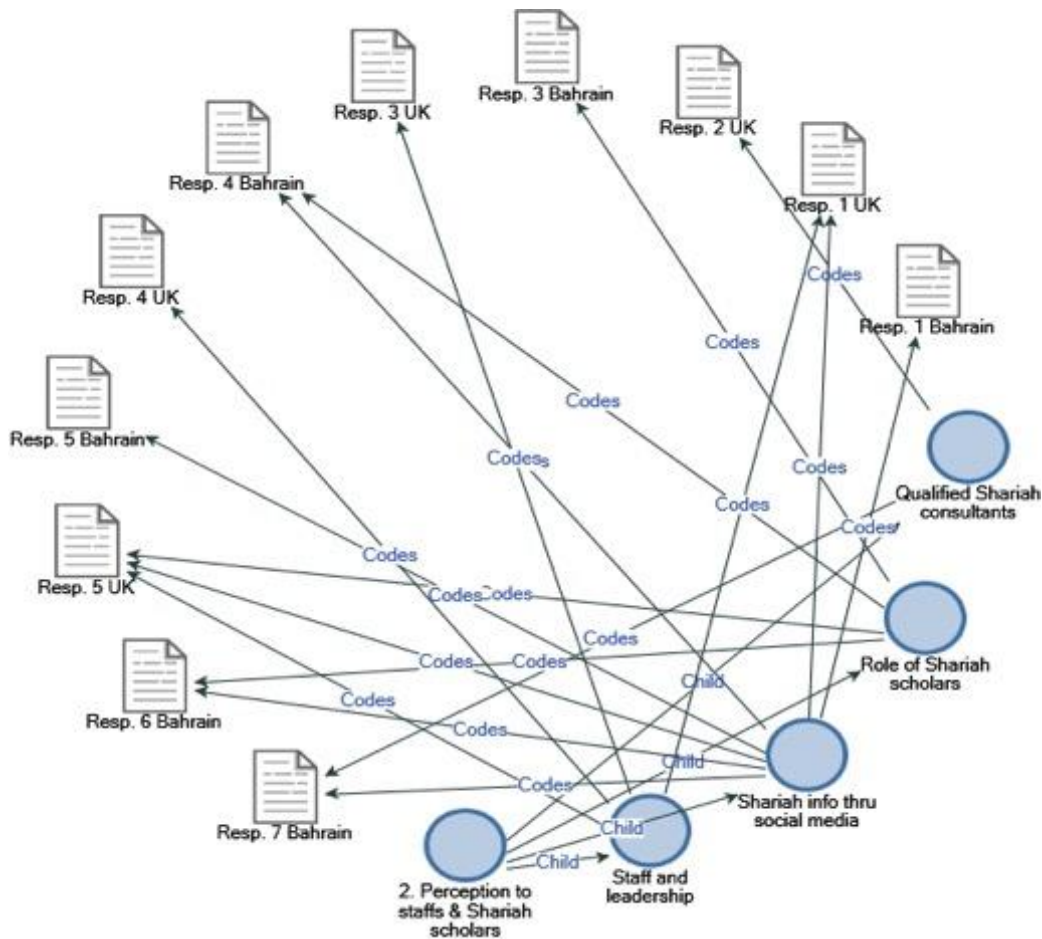 Resp. 3 Bahrain
Resp. 3 UK
Resp. 2 UK
Resp. 4 Bahrain
Resp. 1 UK
Resp. 4 UK
Codes
Resp. 1 Bahrain
Codes
Codes
Resp. 5 Bahrain
Codes
Codes
Qualified Shariah
consultants
Codes
Codes
Codes
Resp. 5 UK
Codes
Codes
Codes
Codes
Codes
Role of Shariah
scholars
Child
Codes
Resp. 6 Bahrain
Codes
Child
Codes
Shariah info thru
social media
Resp. 7 Bahrain
Child
Child
Staff and
leadership
2. Perception to
staffs & Shariah
scholars